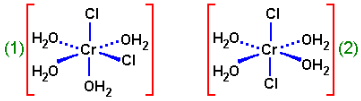 (1) Cl Cl (2)
H₂O OH₂ H₂O OH₂
Cr Cl Cr
H₂O H₂O OH₂
OH₂ Cl